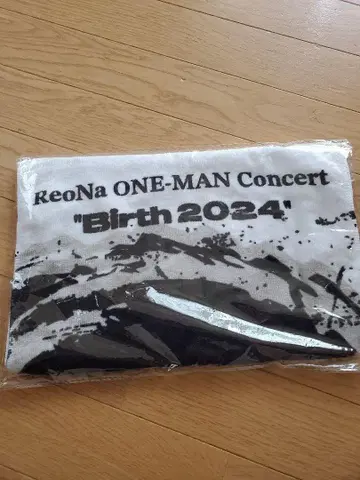 ReoNa ONE-MAN Concert
"Birth 2024"